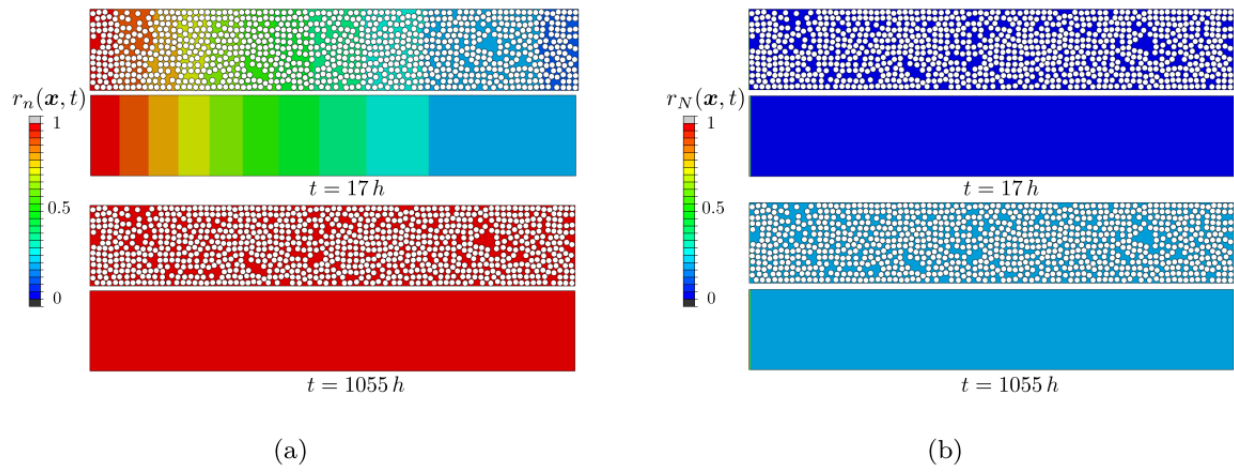 r_n(x, t)
1
0.5
0
t = 17 h
t = 1055 h
(a)
r_N(x, t)
1
0.5
0
t = 17 h
t = 1055 h
(b)